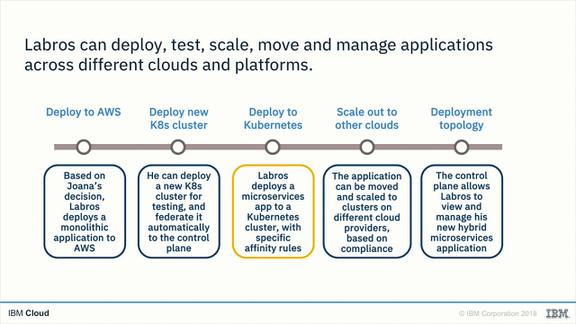 Labros can deploy, test, scale, move and manage applications
across different clouds and platforms.
Deploy to AWS
Deploy new
K8s cluster
Deploy to
Kubernetes
Scale out to
other clouds
Deployment
topology
Based on
Joana's
decision,
Labros
deploys a
monolithic
application to
AWS
He can deploy
a new K8s
cluster for
testing, and
federate it
automatically
to the control
plane
Labros
deploys a
microservices
app to a
Kubernetes
cluster, with
specific
affinity rules
The application
can be moved
and scaled to
clusters on
different cloud
providers,
based on
compliance
The control
plane allows
Labros to
view and
manage his
new hybrid
microservices
application
IBM Cloud
© IBM Corporation 2018
IBM